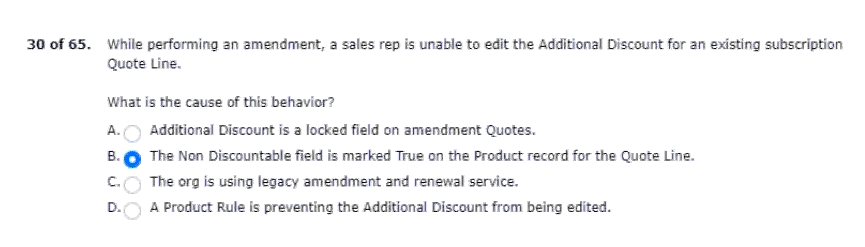 30 of 65. While performing an amendment, a sales rep is unable to edit the Additional Discount for an existing subscription
Quote Line.
What is the cause of this behavior?
A. Additional Discount is a locked field on amendment Quotes.
B. The Non Discountable field is marked True on the Product record for the Quote Line.
C. The org is using legacy amendment and renewal service.
D. A Product Rule is preventing the Additional Discount from being edited.